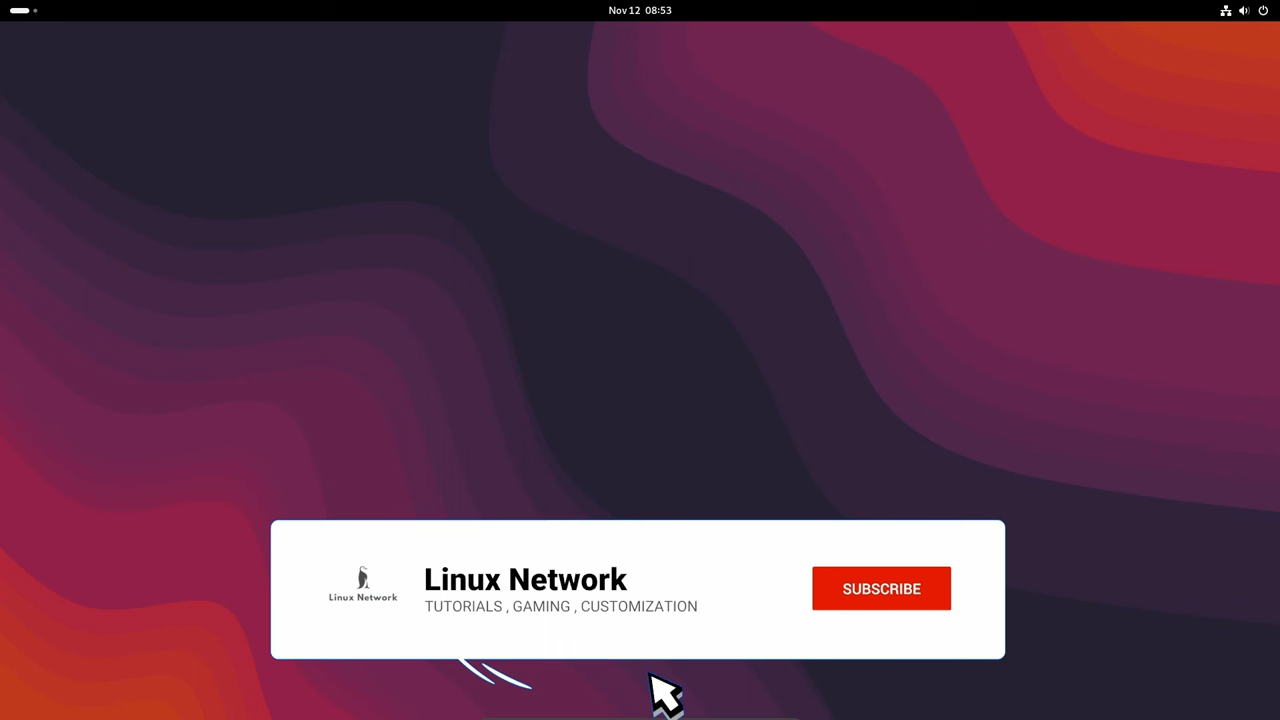 Nov 12 08:53
Linux Network
Linux Network
TUTORIALS , GAMING , CUSTOMIZATION
SUBSCRIBE